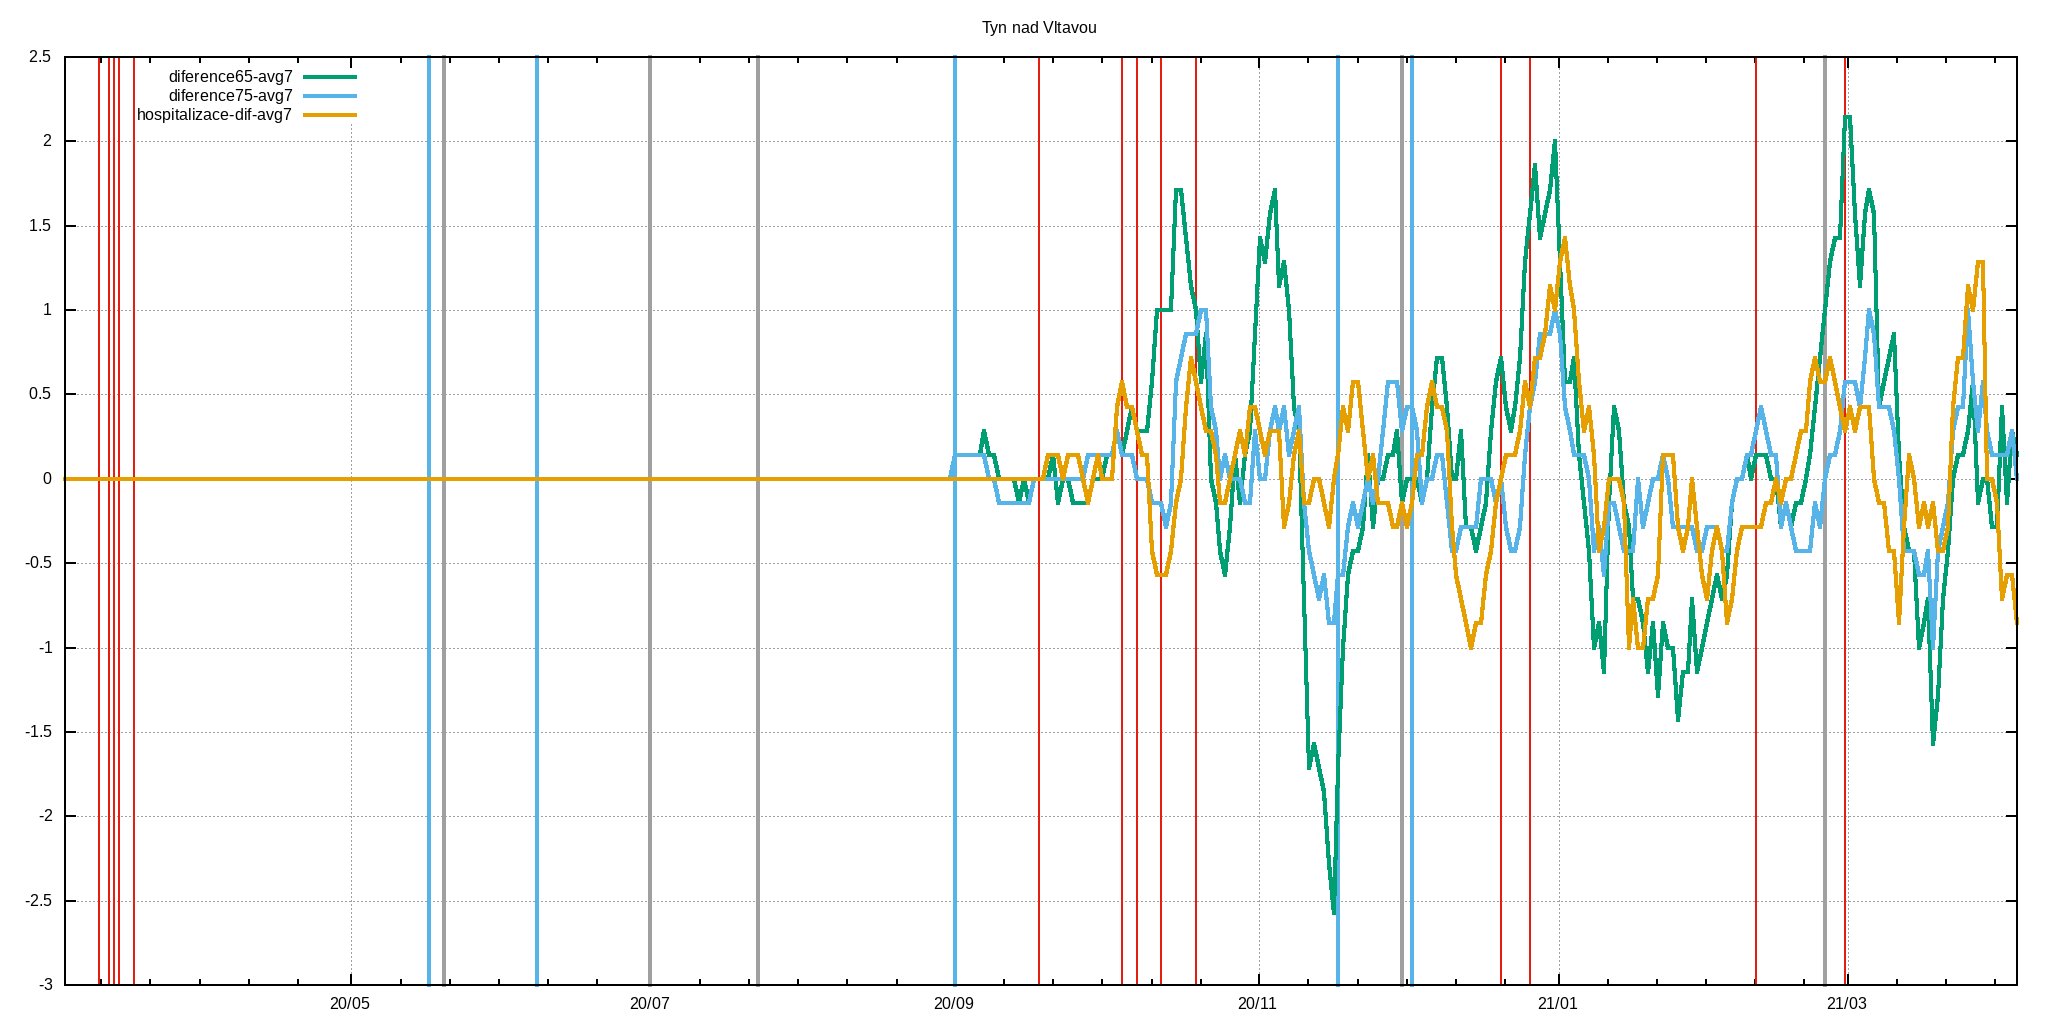 Tyn nad Vltavou
diference65-avg7
diference75-avg7
hospitalizace-dif-avg7
2.5
2
1.5
1
0.5
0
-0.5
-1
-1.5
-2
-2.5
-3
20/05 20/07 20/09 20/11 21/01 21/03